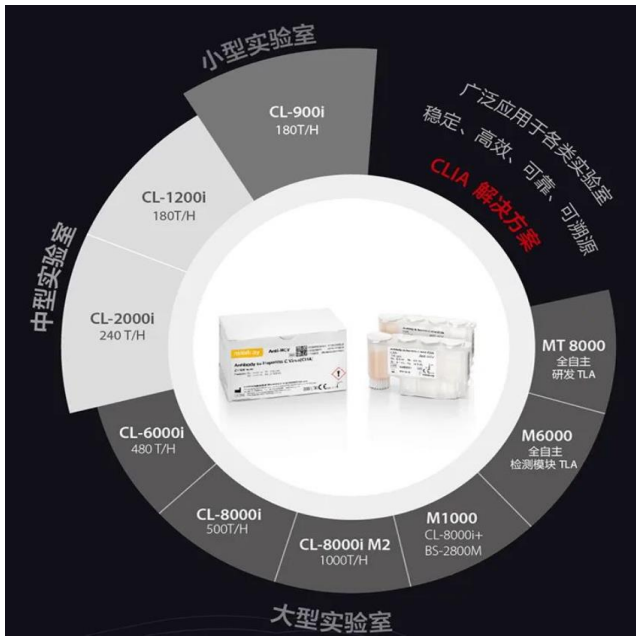 小型实验室
CL-900i
180T/H
广泛应用于各类实验室
稳定、高效、可靠、可溯源
CLIA 解决方案
CL-1200i
180T/H
中型实验室
CL-2000i
240 T/H
MT 8000
全自主
研发 TLA
M6000
全自主
检测模块 TLA
CL-6000i
480 T/H
CL-8000i
500T/H
CL-8000i M2
1000T/H
M1000
CL-8000i+
BS-2800M
大型实验室
mindray
Anti-HCV